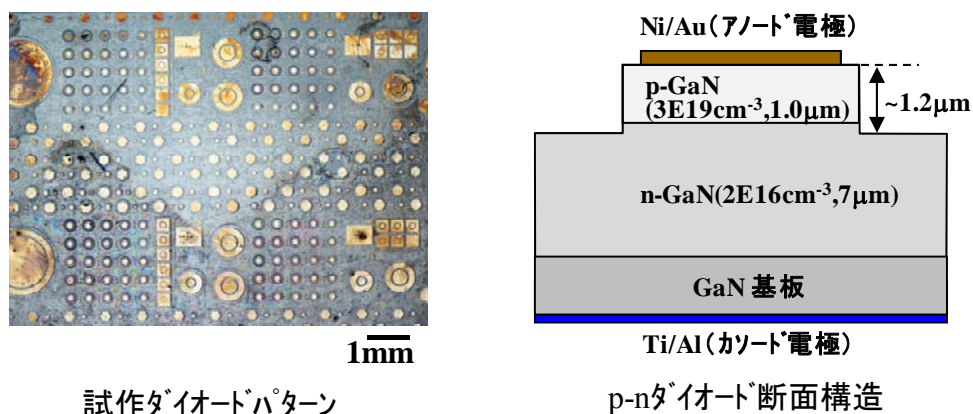 Ni/Au(アノード電極)
p-GaN
(3E19cm-3,1.0μm)
~1.2μm
n-GaN(2E16cm-3,7μm)
GaN 基板
1mm
Ti/Al(カソード電極)
試作ダイオードパターン
p-nダイオード断面構造